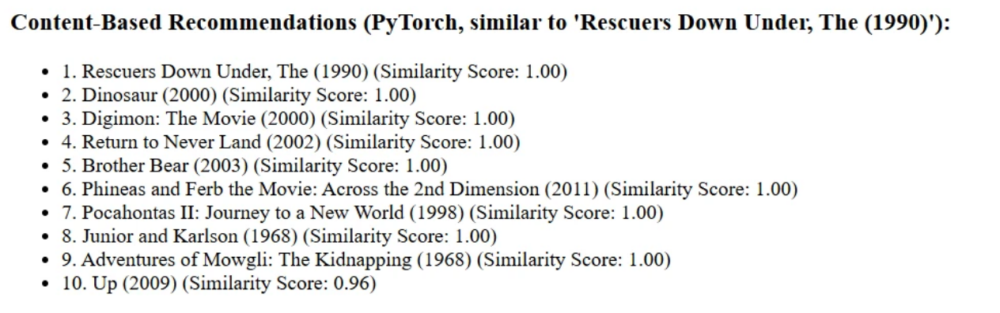 Content-Based Recommendations (PyTorch, similar to 'Rescuers Down Under, The (1990)'):
• 1. Rescuers Down Under, The (1990) (Similarity Score: 1.00)
• 2. Dinosaur (2000) (Similarity Score: 1.00)
• 3. Digimon: The Movie (2000) (Similarity Score: 1.00)
• 4. Return to Never Land (2002) (Similarity Score: 1.00)
• 5. Brother Bear (2003) (Similarity Score: 1.00)
• 6. Phineas and Ferb the Movie: Across the 2nd Dimension (2011) (Similarity Score: 1.00)
• 7. Pocahontas II: Journey to a New World (1998) (Similarity Score: 1.00)
• 8. Junior and Karlson (1968) (Similarity Score: 1.00)
• 9. Adventures of Mowgli: The Kidnapping (1968) (Similarity Score: 1.00)
• 10. Up (2009) (Similarity Score: 0.96)